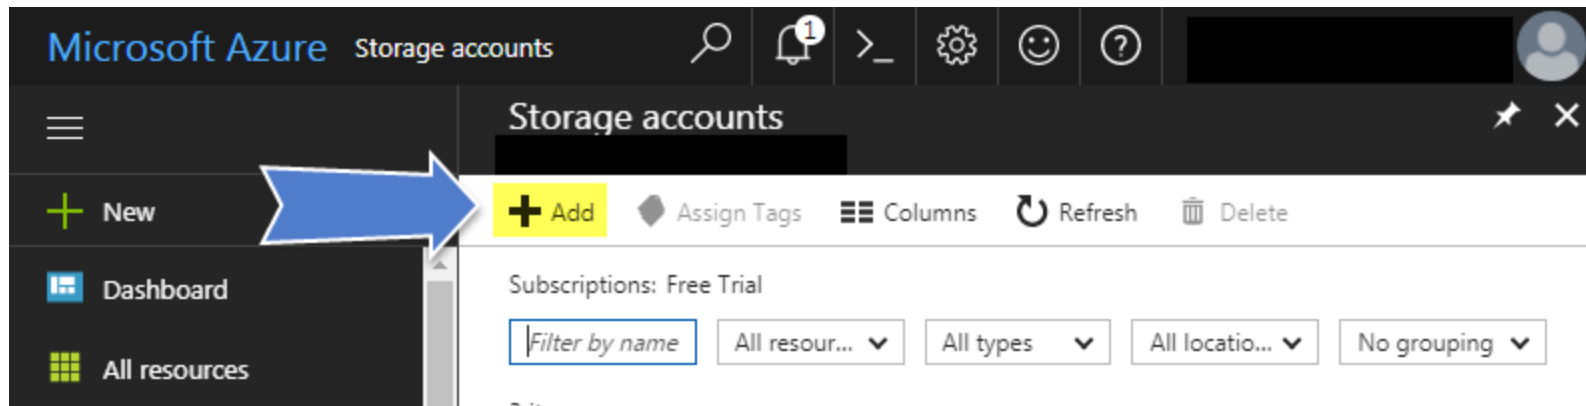 Microsoft Azure Storage accounts 1
Storage accounts
New
Add Assign Tags Columns Refresh Delete
Dashboard
Subscriptions: Free Trial
Filter by name All resour... All types All locatio... No grouping
All resources